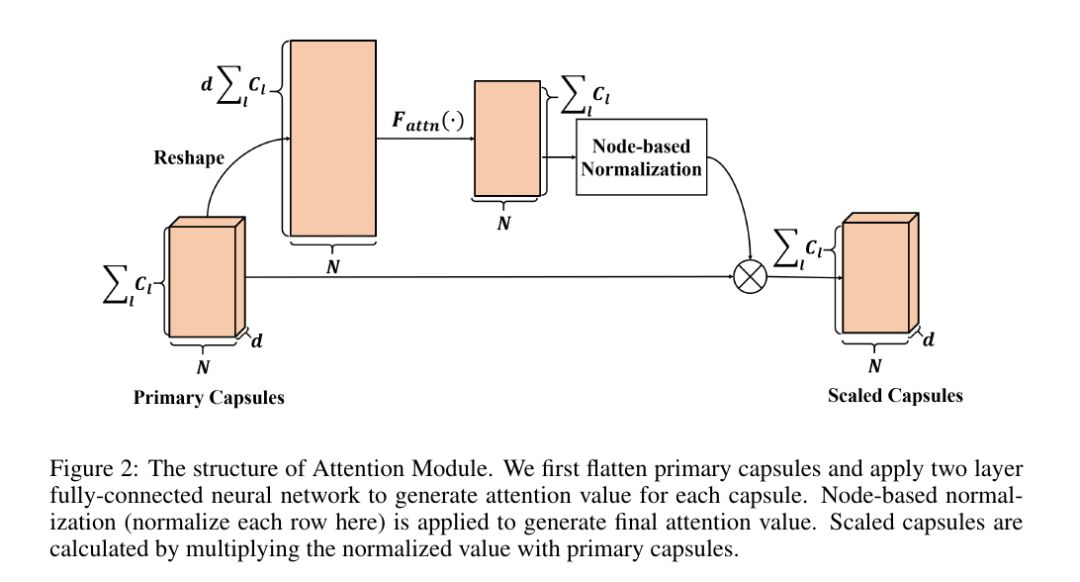 d∑_l C_l
F_attn(·)
∑_l C_l
Node-based
Normalization
Reshape
N
N
∑_l C_l
∑_l C_l
d
N
d
N
Primary Capsules
Scaled Capsules
Figure 2: The structure of Attention Module. We first flatten primary capsules and apply two layer
fully-connected neural network to generate attention value for each capsule. Node-based normal-
ization (normalize each row here) is applied to generate final attention value. Scaled capsules are
calculated by multiplying the normalized value with primary capsules.